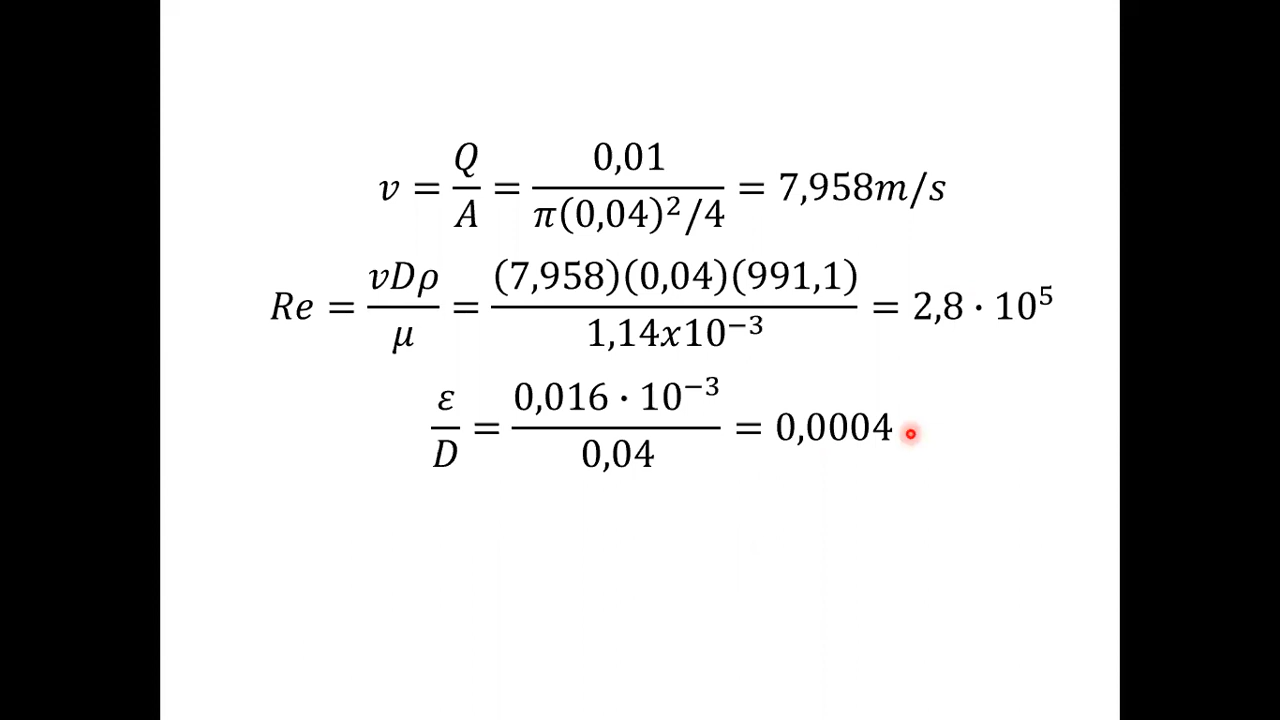 v = Q/A = 0,01/π(0,04)²/4 = 7,958m/s
Re = vDρ/μ = (7,958)(0,04)(991,1)/1,14x10⁻³ = 2,8 · 10⁵
ε/D = 0,016 · 10⁻³/0,04 = 0,0004